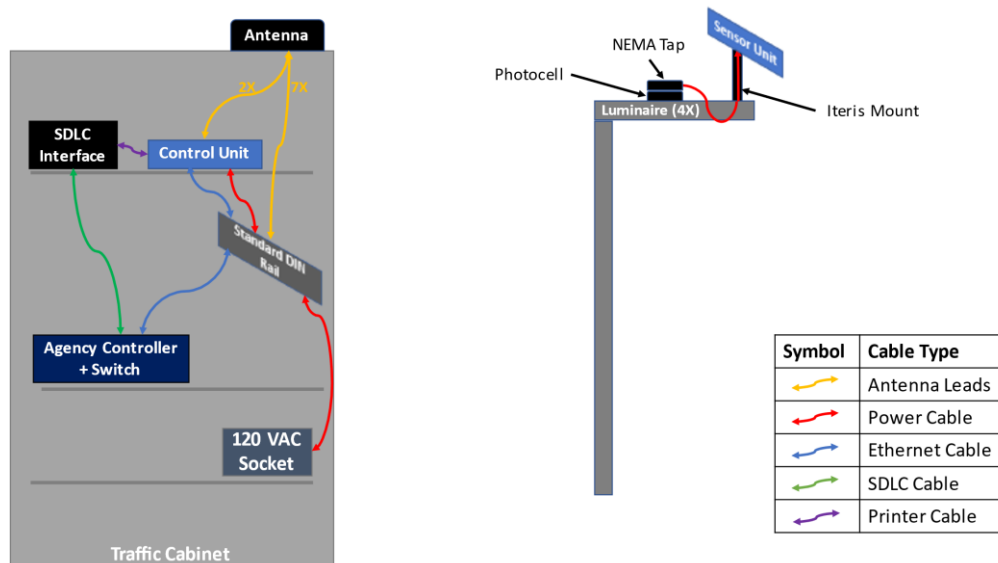 Antenna
2X
7X
SDLC
Interface
Control Unit
Standard DIN
Rail
Agency Controller
+ Switch
120 VAC
Socket
Traffic Cabinet
NEMA Tap
Photocell
Sensor Unit
Iteris Mount
Luminaire (4X)
Symbol Cable Type
Antenna Leads
Power Cable
Ethernet Cable
SDLC Cable
Printer Cable